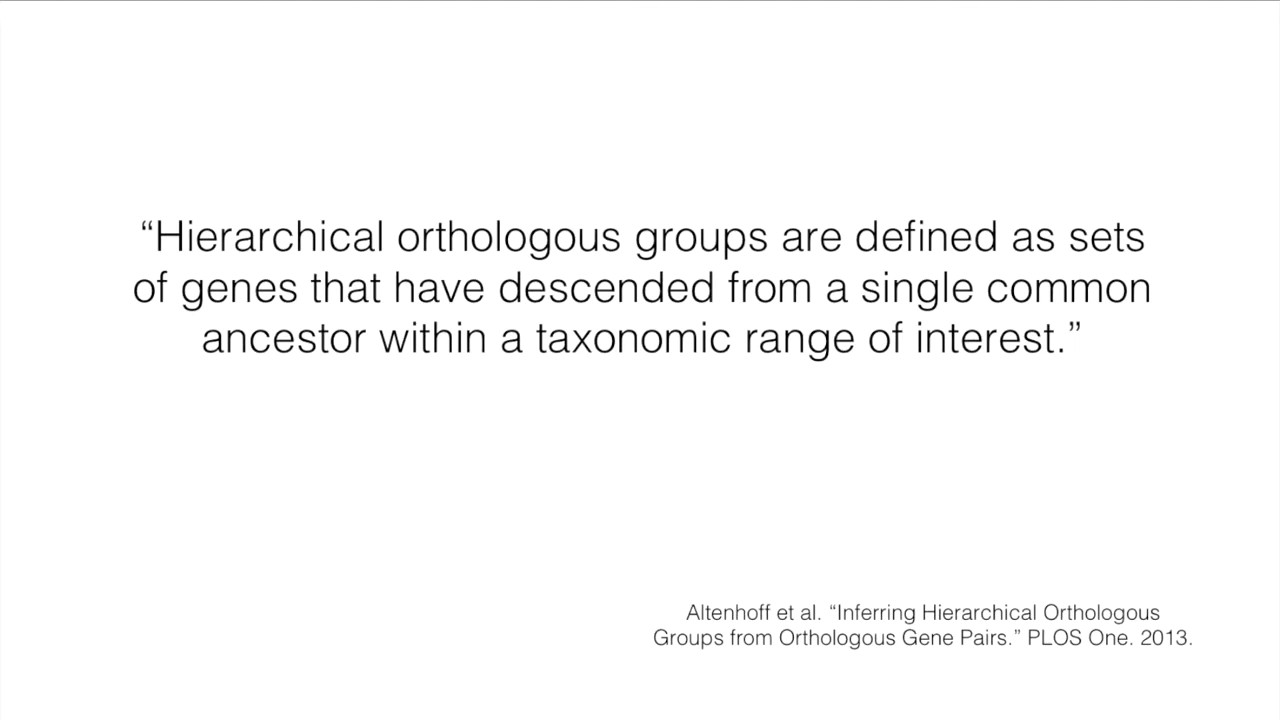 “Hierarchical orthologous groups are defined as sets
of genes that have descended from a single common
ancestor within a taxonomic range of interest.”
Altenhoff et al. “Inferring Hierarchical Orthologous
Groups from Orthologous Gene Pairs.” PLOS One. 2013.